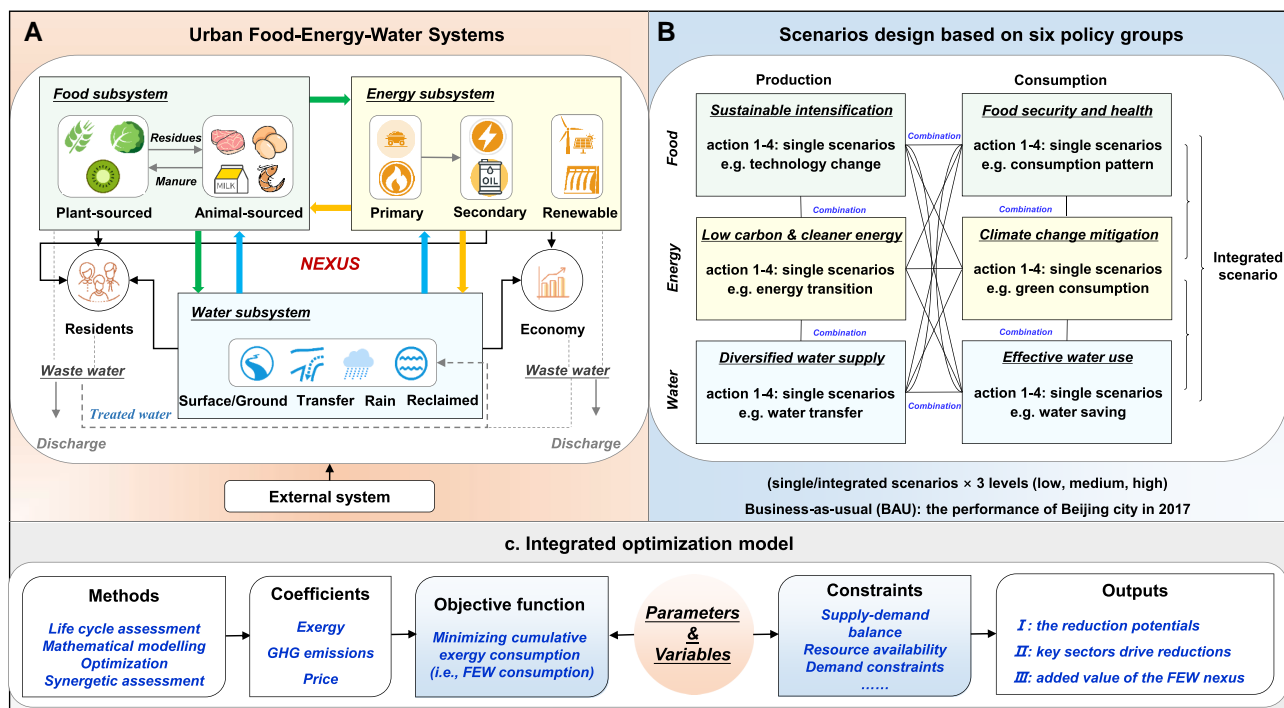 A
Urban Food-Energy-Water Systems
Food subsystem
Residues
Manure
MILK
Plant-sourced
Animal-sourced
Energy subsystem
OIL
Primary
Secondary
Renewable
NEXUS
Residents
Economy
Water subsystem
Surface/Ground
Transfer
Rain
Reclaimed
Waste water
Waste water
Treated water
Discharge
Discharge
External system
B
Scenarios design based on six policy groups
Production
Consumption
Food
Sustainable intensification
action 1-4: single scenarios
e.g. technology change
Combination
Food security and health
action 1-4: single scenarios
e.g. consumption pattern
Combination
Combination
Energy
Low carbon & cleaner energy
action 1-4: single scenarios
e.g. energy transition
Climate change mitigation
action 1-4: single scenarios
e.g. green consumption
Integrated
scenario
Combination
Combination
Water
Diversified water supply
action 1-4: single scenarios
e.g. water transfer
Combination
Effective water use
action 1-4: single scenarios
e.g. water saving
(single/integrated scenarios × 3 levels (low, medium, high)
Business-as-usual (BAU): the performance of Beijing city in 2017
c. Integrated optimization model
Methods
Life cycle assessment
Mathematical modelling
Optimization
Synergetic assessment
Coefficients
Exergy
GHG emissions
Price
Objective function
Minimizing cumulative
exergy consumption
(i.e., FEW consumption)
Parameters
&
Variables
Constraints
Supply-demand
balance
Resource availability
Demand constraints
……
Outputs
Ⅰ: the reduction potentials
Ⅱ: key sectors drive reductions
Ⅲ: added value of the FEW nexus